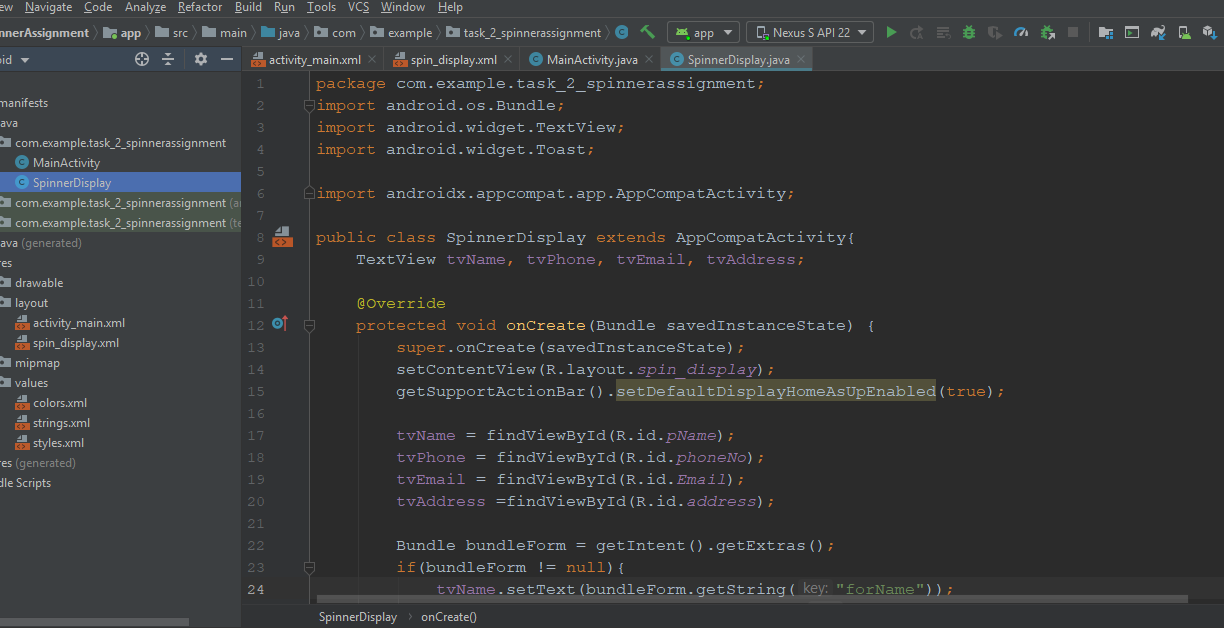 ew Navigate Code Analyze Refactor Build Run Tools VCS Window Help
nnerAssignment app src main java com example task_2_spinnerassignment C app Nexus S API 22
oid activity_main.xml spin_display.xml MainActivity.java SpinnerDisplay.java
manifests
ava
com.example.task_2_spinnerassignment
MainActivity
SpinnerDisplay
com.example.task_2_spinnerassignment (an
com.example.task_2_spinnerassignment (te
ava (generated)
res
drawable
layout
activity_main.xml
spin_display.xml
mipmap
values
colors.xml
strings.xml
styles.xml
res (generated)
dle Scripts
1 package com.example.task_2_spinnerassignment;
2 import android.os.Bundle;
3 import android.widget.TextView;
4 import android.widget.Toast;
5
6 import androidx.appcompat.app.AppCompatActivity;
7
8 public class SpinnerDisplay extends AppCompatActivity{
9 TextView tvName, tvPhone, tvEmail, tvAddress;
10
11 @Override
12 protected void onCreate(Bundle savedInstanceState) {
13 super.onCreate(savedInstanceState);
14 setContentView(R.layout.spin_display);
15 getSupportActionBar().setDefaultDisplayHomeAsUpEnabled(true);
16
17 tvName = findViewById(R.id.pName);
18 tvPhone = findViewById(R.id.phoneNo);
19 tvEmail = findViewById(R.id.Email);
20 tvAddress =findViewById(R.id.address);
21
22 Bundle bundleForm = getIntent().getExtras();
23 if(bundleForm != null){
24 tvName.setText(bundleForm.getString( key: "forName"));
SpinnerDisplay onCreate()